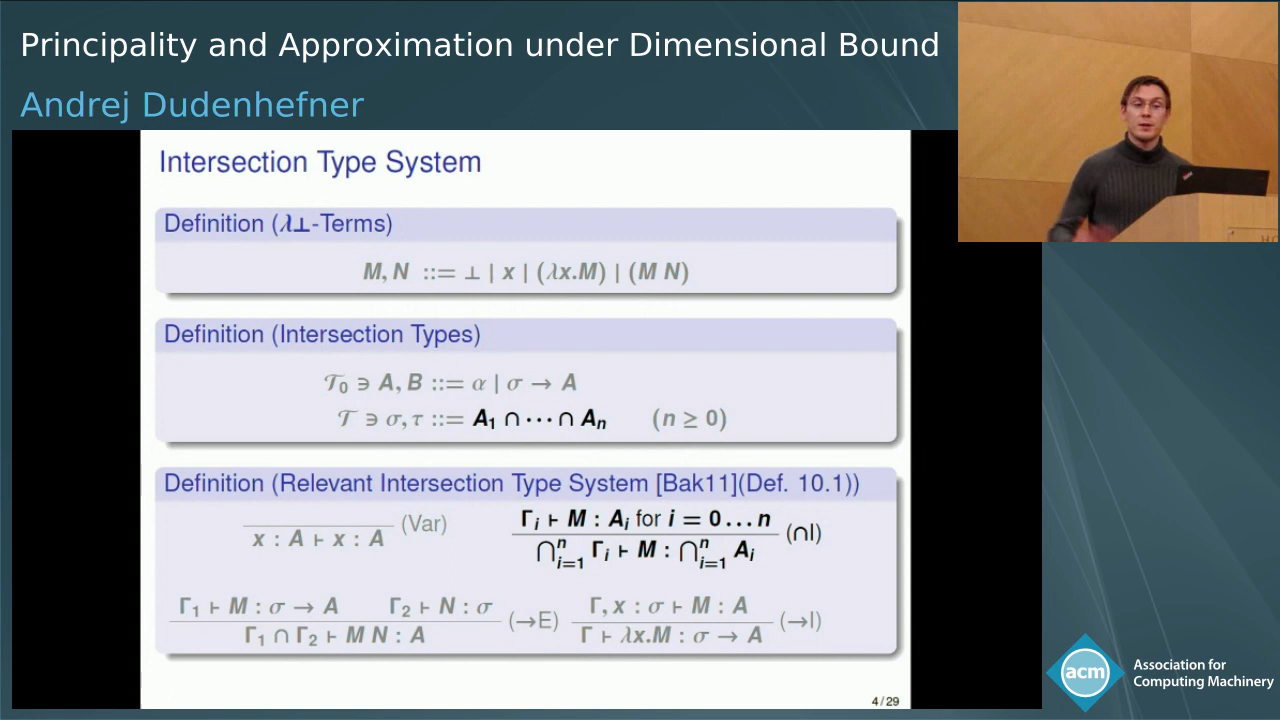 Principality and Approximation under Dimensional Bound
Andrej Dudenhefner
Intersection Type System
Definition (λ⊥-Terms)
M, N ::= ⊥ | x | (λx.M) | (M N)
Definition (Intersection Types)
𝒯₀ ∋ A, B ::= α | σ → A
𝒯 ∋ σ, τ ::= A₁ ∩ ⋯ ∩ Aₙ (n ≥ 0)
Definition (Relevant Intersection Type System [Bak11](Def. 10.1))
x : A ⊢ x : A (Var)
Γᵢ ⊢ M : Aᵢ for i = 0 … n
⋂ⁿᵢ₌₁ Γᵢ ⊢ M : ⋂ⁿᵢ₌₁ Aᵢ (∩I)
Γ₁ ⊢ M : σ → A Γ₂ ⊢ N : σ
Γ₁ ∩ Γ₂ ⊢ M N : A (→E)
Γ, x : σ ⊢ M : A
Γ ⊢ λx.M : σ → A (→I)
4/29
acm
Association for
Computing Machinery